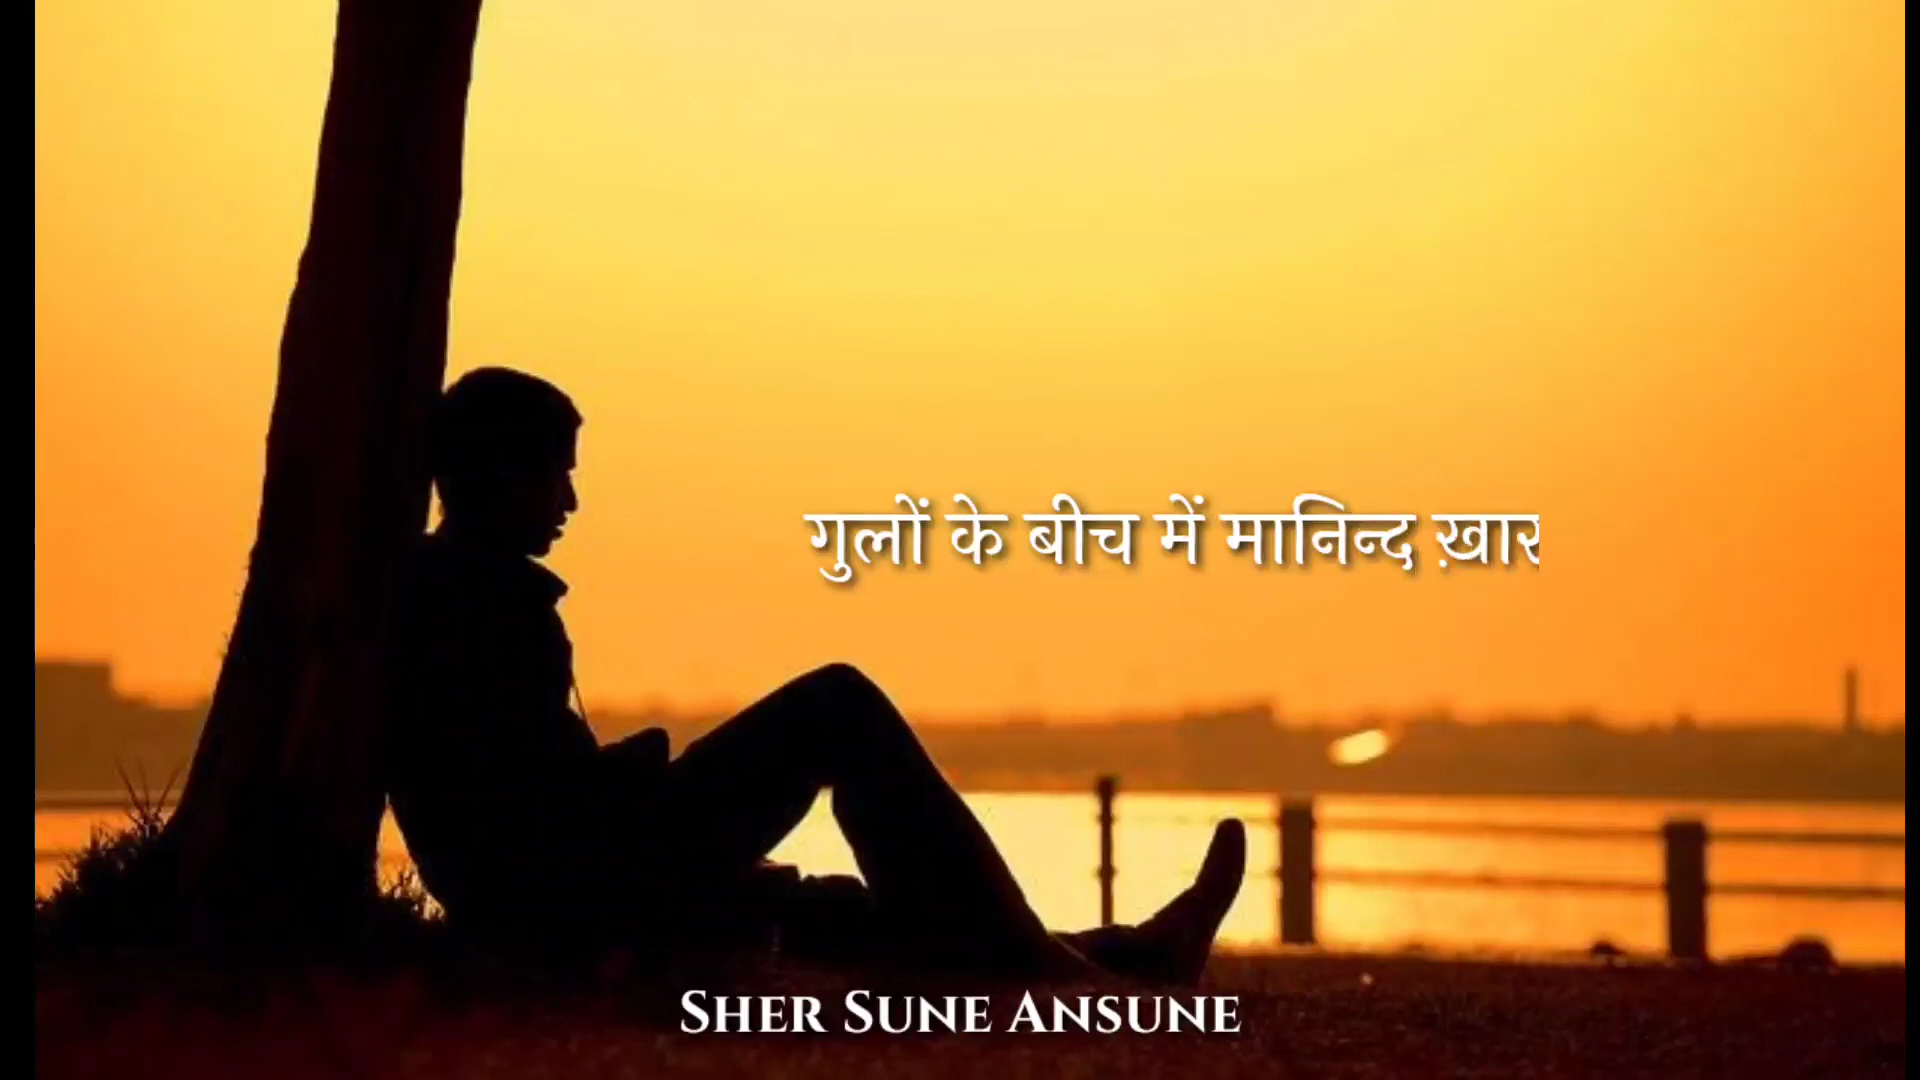 गुलों के बीच में मानिन्द ख़ार
Sher Sune Ansune